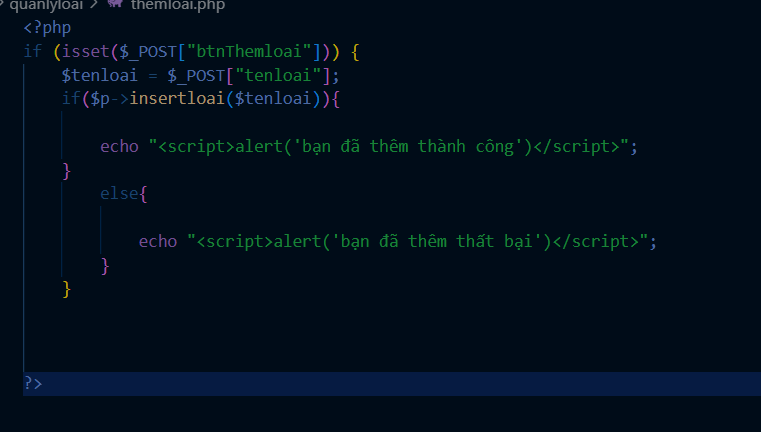 > quanlyloai > themloai.php
<?php
if (isset($_POST["btnThemloai"])) {
    $tenloai = $_POST["tenloai"];
    if($p->insertloai($tenloai)){
        echo "<script>alert('bạn đã thêm thành công')</script>";
    }
        else{
            echo "<script>alert('bạn đã thêm thất bại')</script>";
        }
    }
?>